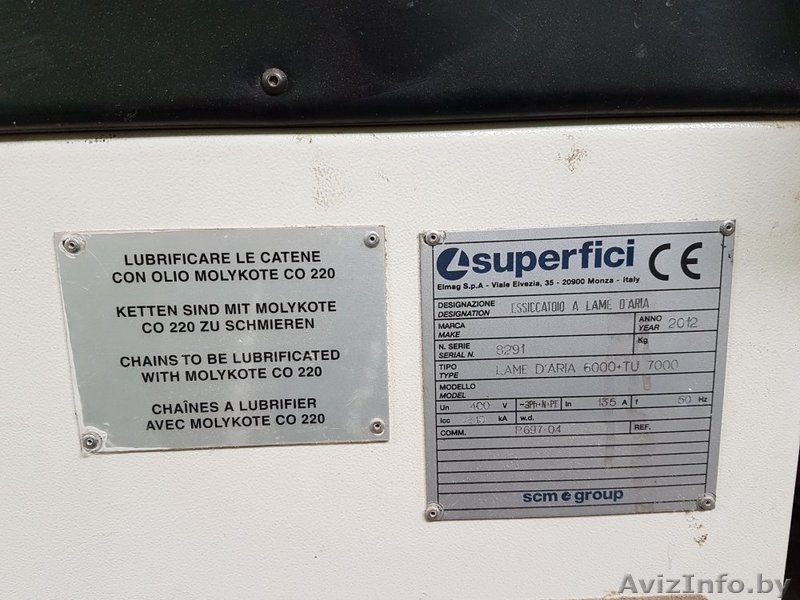 LUBRIFICARE LE CATENE
CON OLIO MOLYKOTE CO 220
KETTEN SIND MIT MOLYKOTE
CO 220 ZU SCHMIEREN
CHAINS TO BE LUBRIFICATED
WITH MOLYKOTE CO 220
CHAÎNES A LUBRIFIER
AVEC MOLYKOTE CO 220
superfici CE
Elmag S.p.A - Viale Elvezia, 35 - 20900 Monza - Italy
DESIGNAZIONE
DESIGNATION
ESSICCATOIO A LAME D'ARIA
MARCA
MAKE
ANNO
YEAR 2012
N. SERIE
SERIAL N. 8291
Kg
TIPO
TYPE LAME D'ARIA 6000+TU 7000
MODELLO
MODEL
Un 400 V ~3Ph+N+PE In 13.5 A f 50 Hz
Icc kA w.d.
COMM. P697-04 REF.
scm group
AvizInfo.by